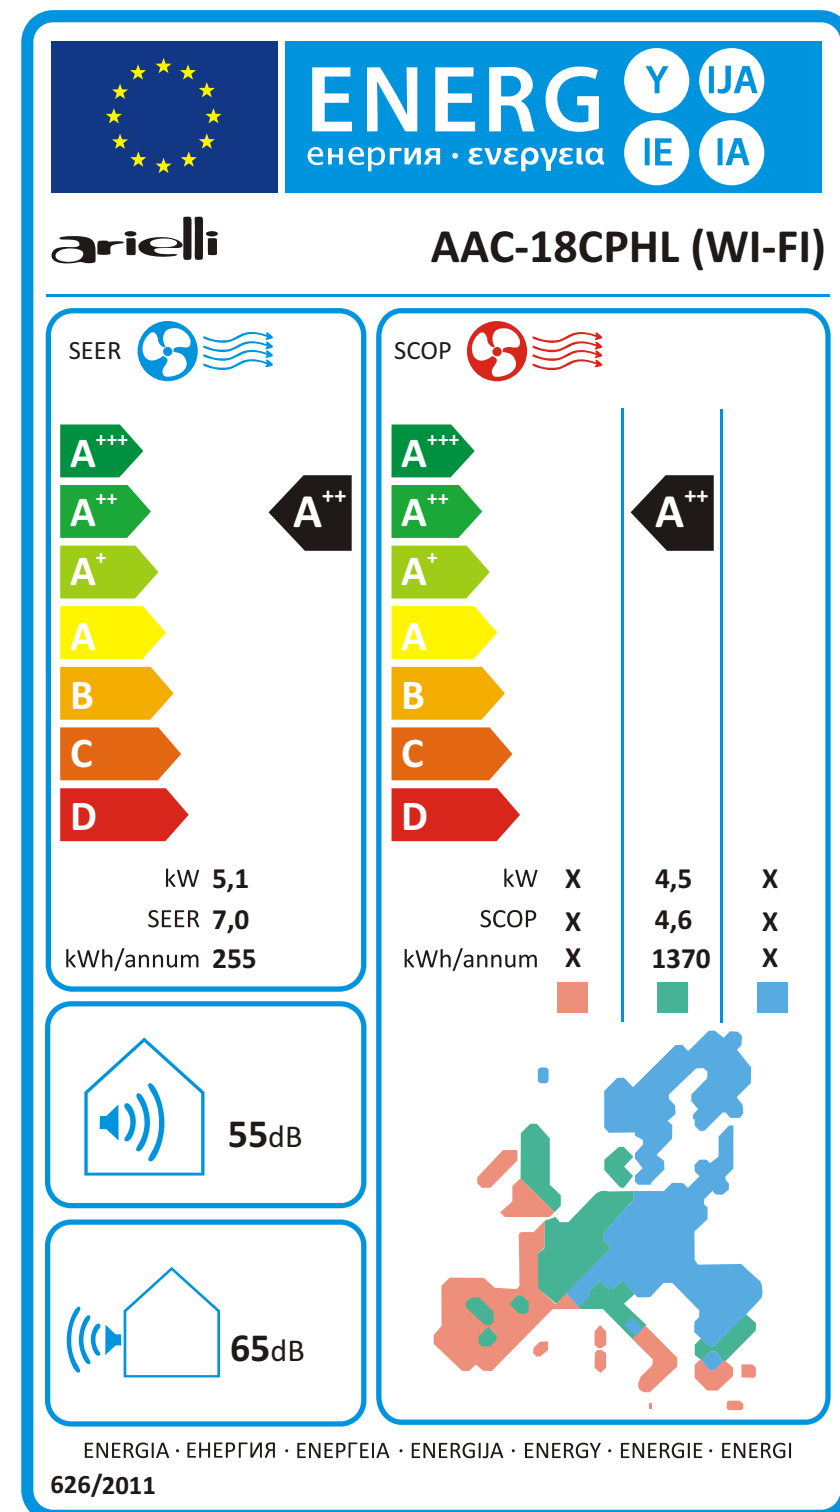 ENERG Y IJA
енергия · ενεργεια IE IA
arielli AAC-18CPHL (WI-FI)
SEER
A+++
A++ A++
A+
A
B
C
D
kW 5,1
SEER 7,0
kWh/annum 255
SCOP
A+++
A++ A++
A+
A
B
C
D
kW X 4,5 X
SCOP X 4,6 X
kWh/annum X 1370 X
55dB
65dB
ENERGIA · ЕНЕРГИЯ · ΕΝΕΡΓΕΙΑ · ENERGIJA · ENERGY · ENERGIE · ENERGI
626/2011